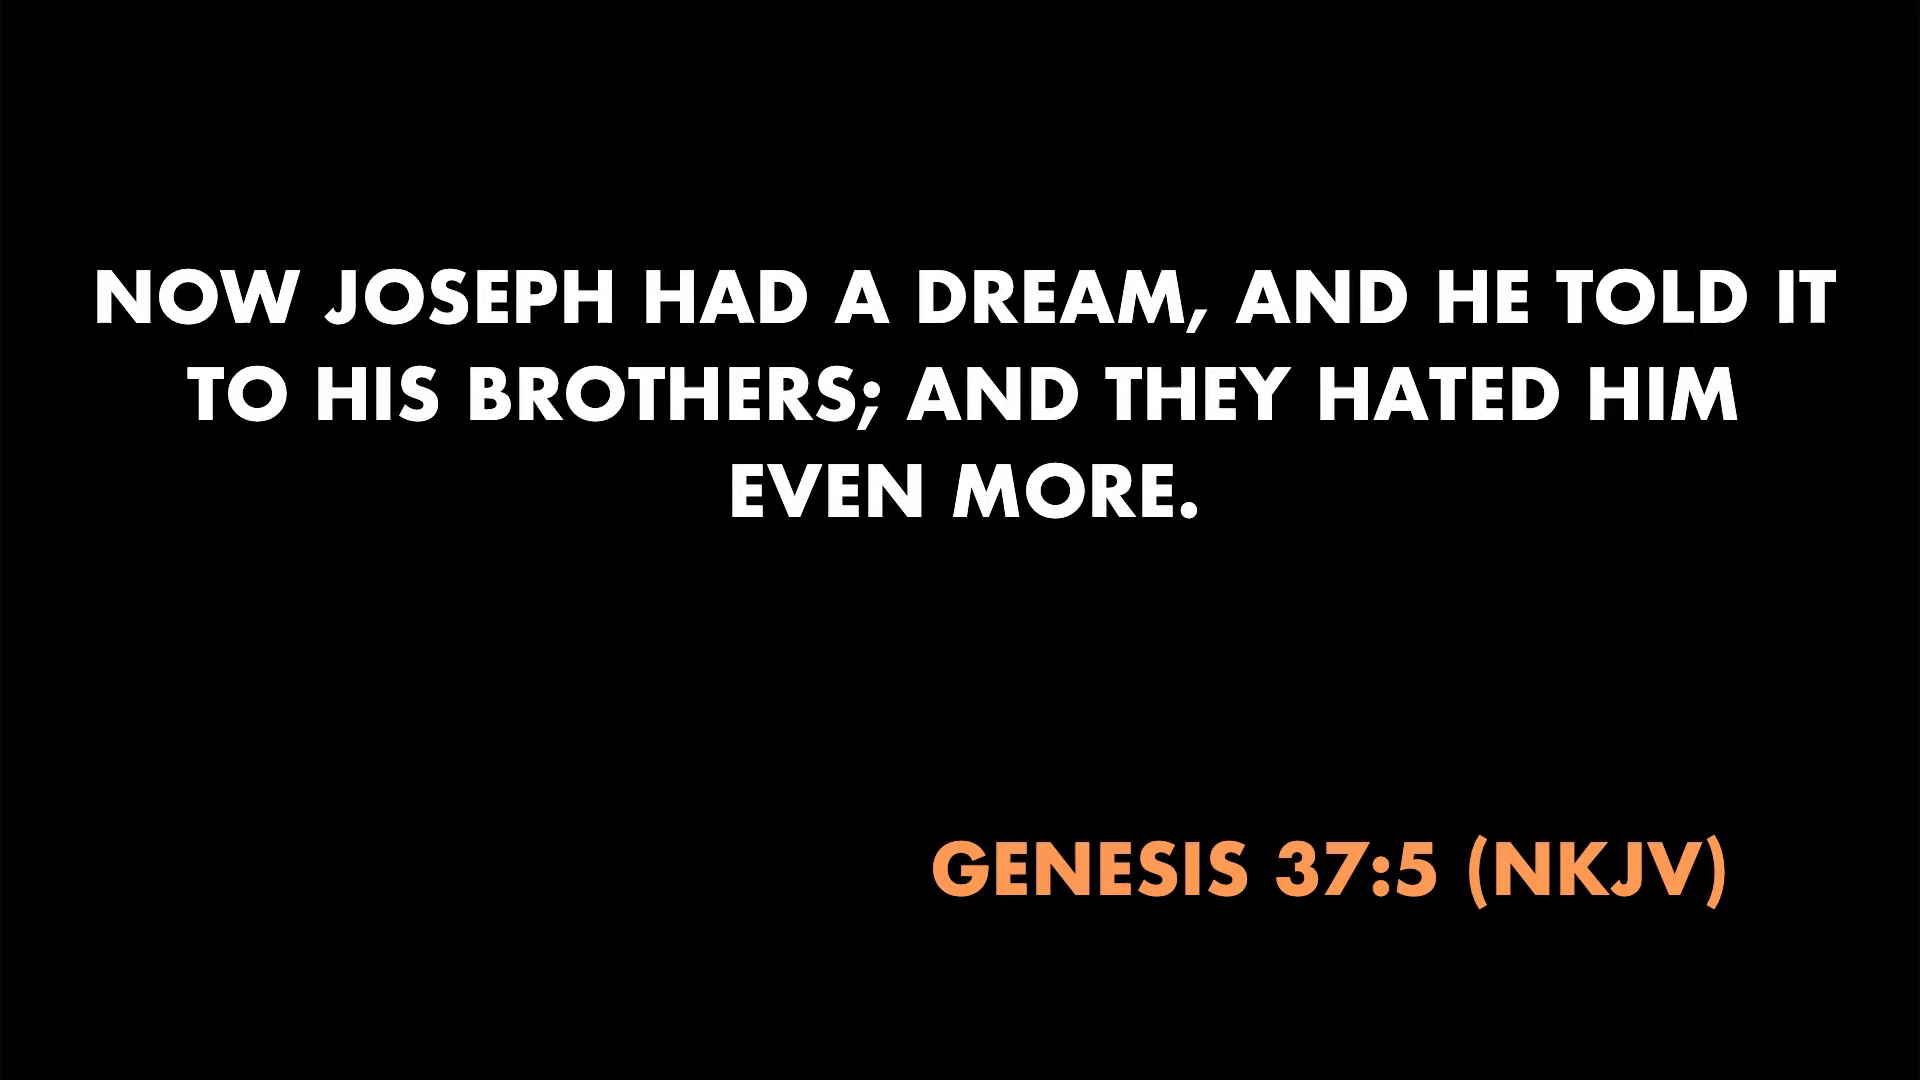 NOW JOSEPH HAD A DREAM, AND HE TOLD IT
TO HIS BROTHERS; AND THEY HATED HIM
EVEN MORE.
GENESIS 37:5 (NKJV)